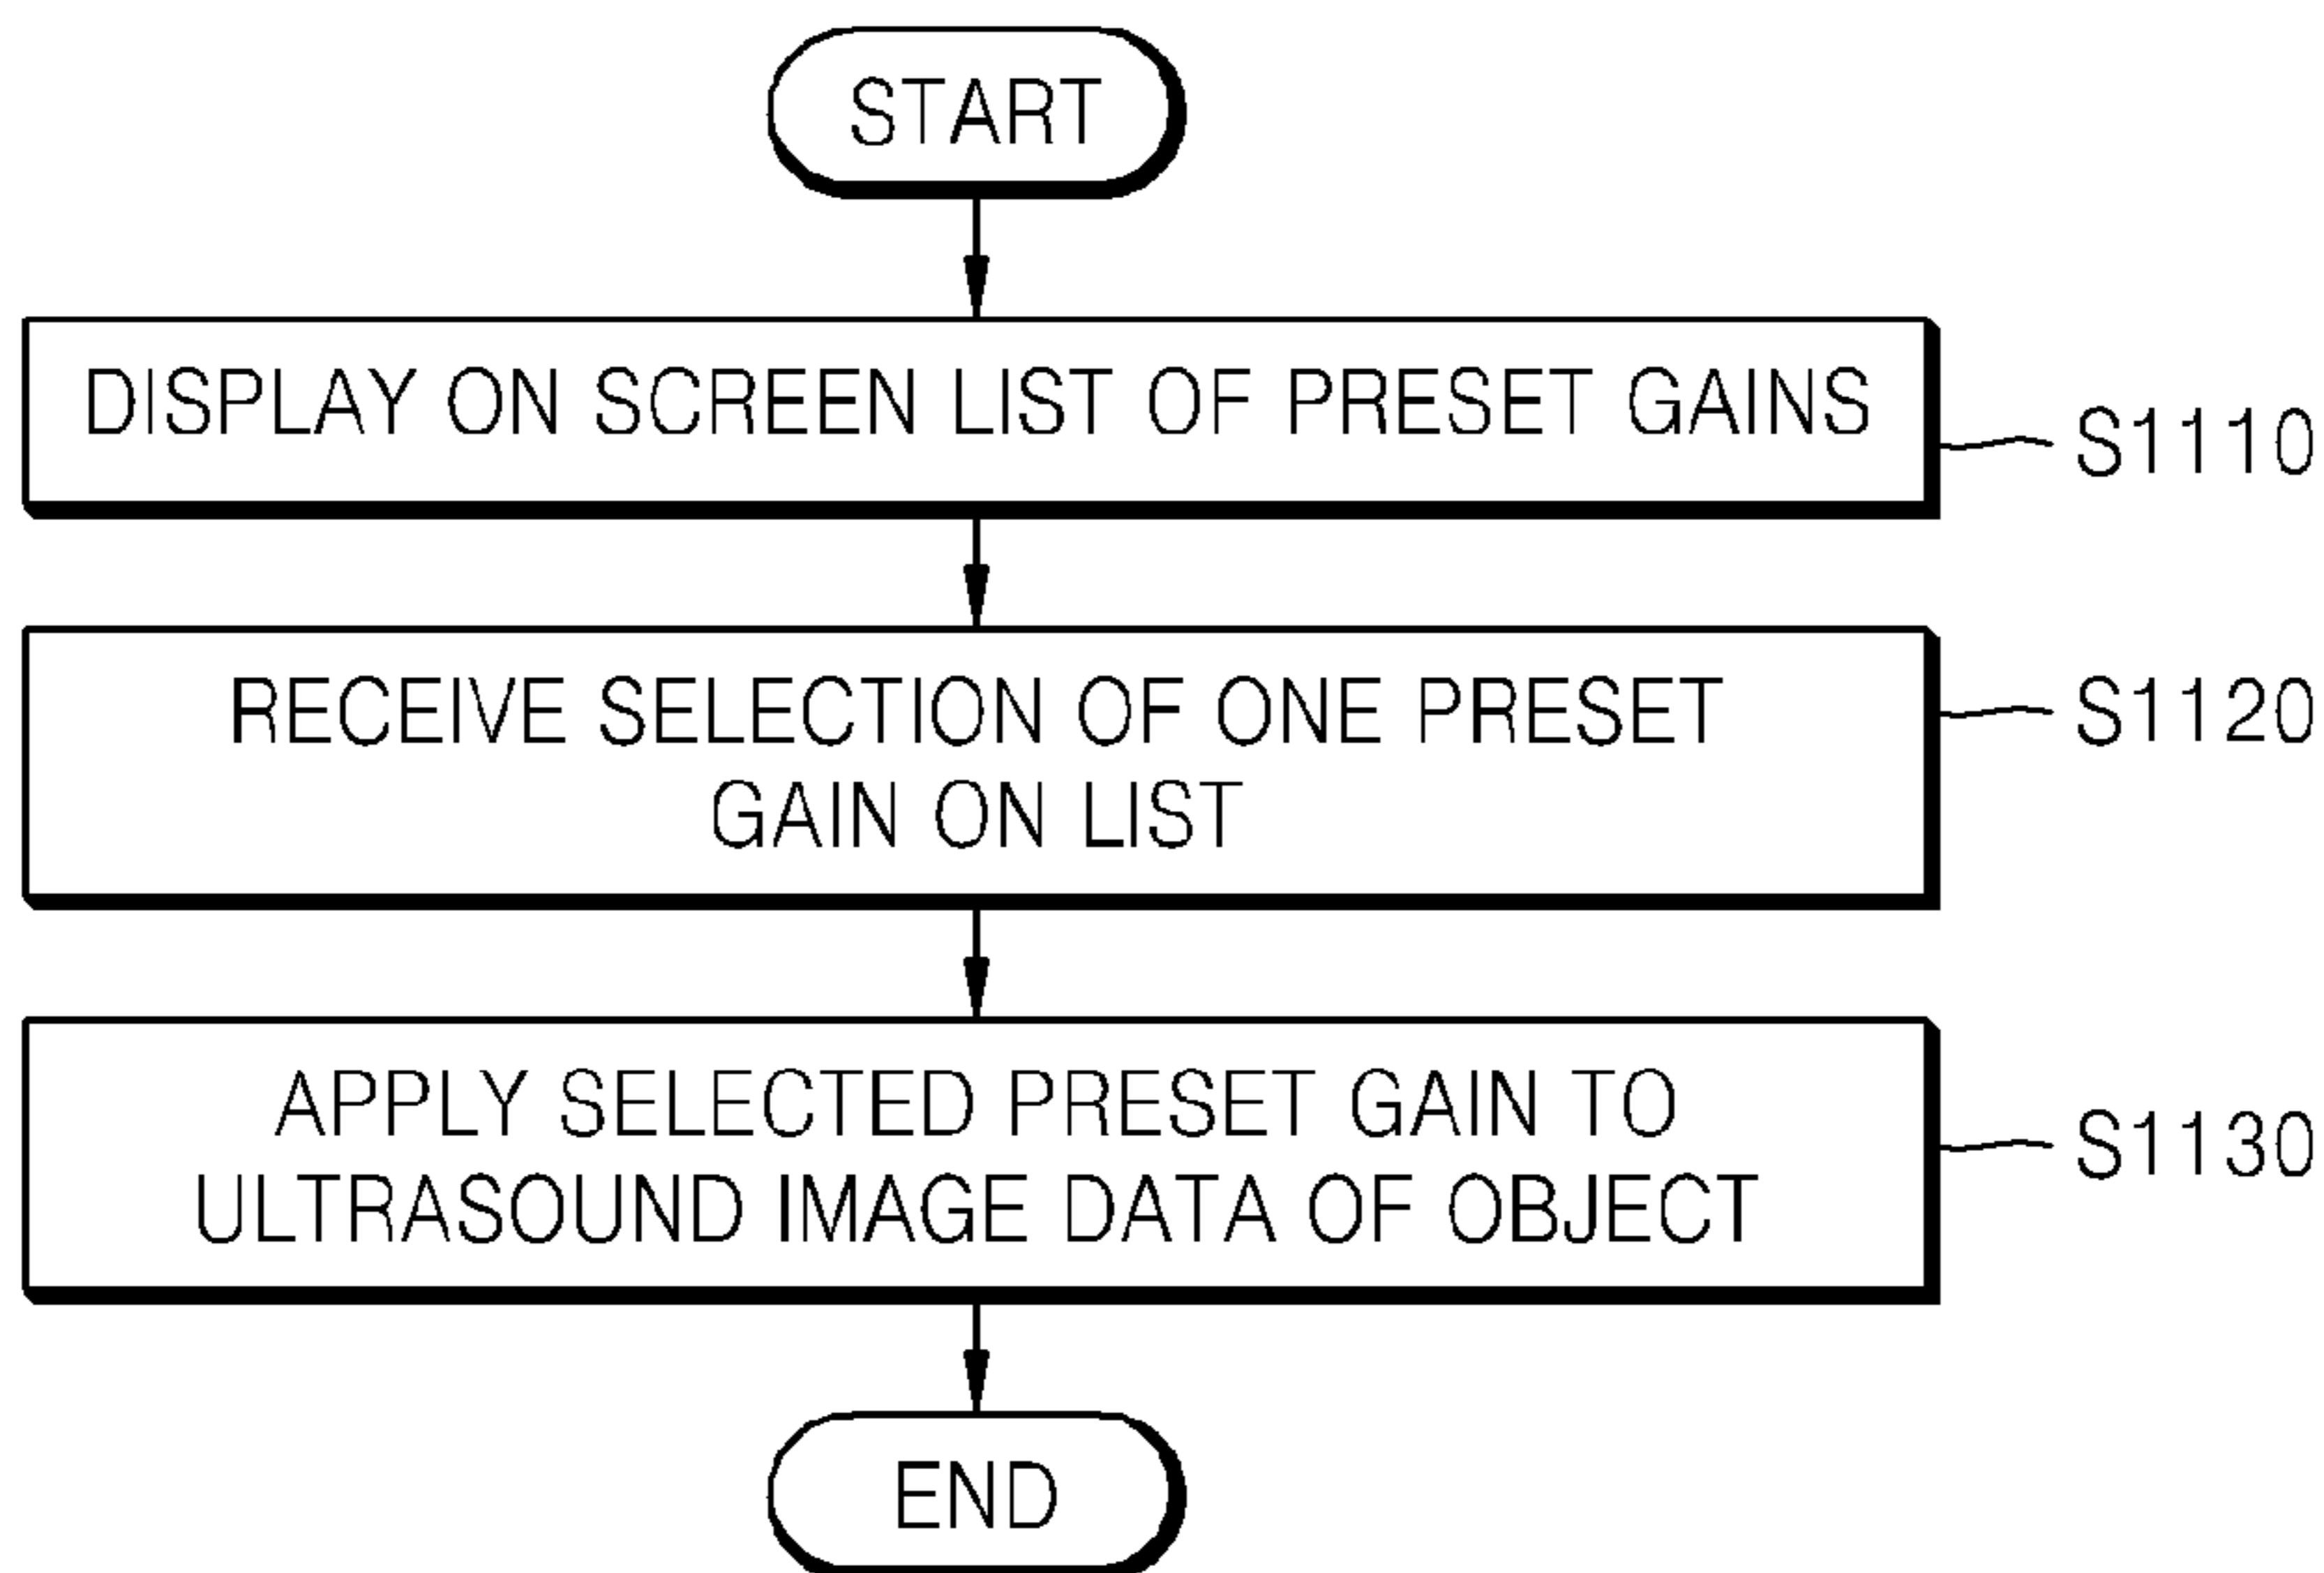 START
DISPLAY ON SCREEN LIST OF PRESET GAINS
S1110
RECEIVE SELECTION OF ONE PRESET
GAIN ON LIST
S1120
APPLY SELECTED PRESET GAIN TO
ULTRASOUND IMAGE DATA OF OBJECT
S1130
END